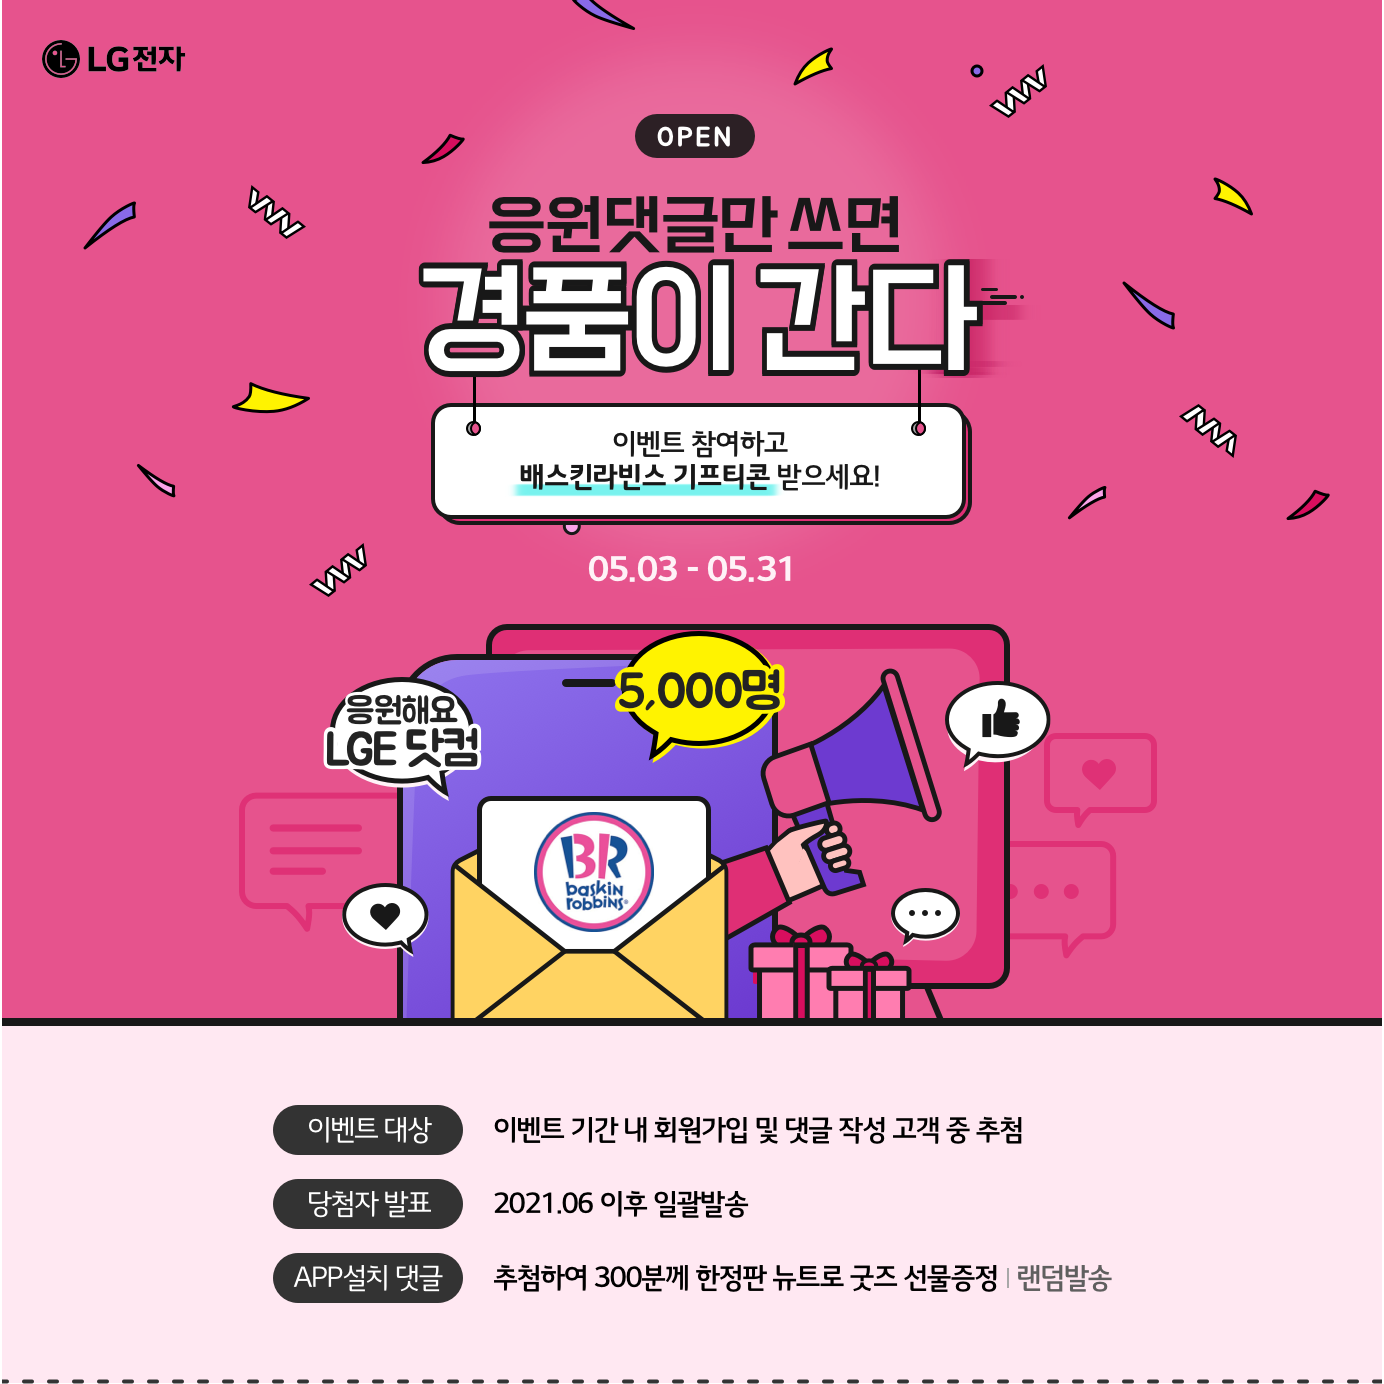 LG전자
OPEN
응원댓글만 쓰면
경품이 간다
이벤트 참여하고
배스킨라빈스 기프티콘 받으세요!
05.03 - 05.31
5,000명
응원해요
LGE 닷컴
BR
baskin
robbins®
이벤트 대상 이벤트 기간 내 회원가입 및 댓글 작성 고객 중 추첨
당첨자 발표 2021.06 이후 일괄발송
APP설치 댓글 추첨하여 300분께 한정판 뉴트로 굿즈 선물증정 | 랜덤발송